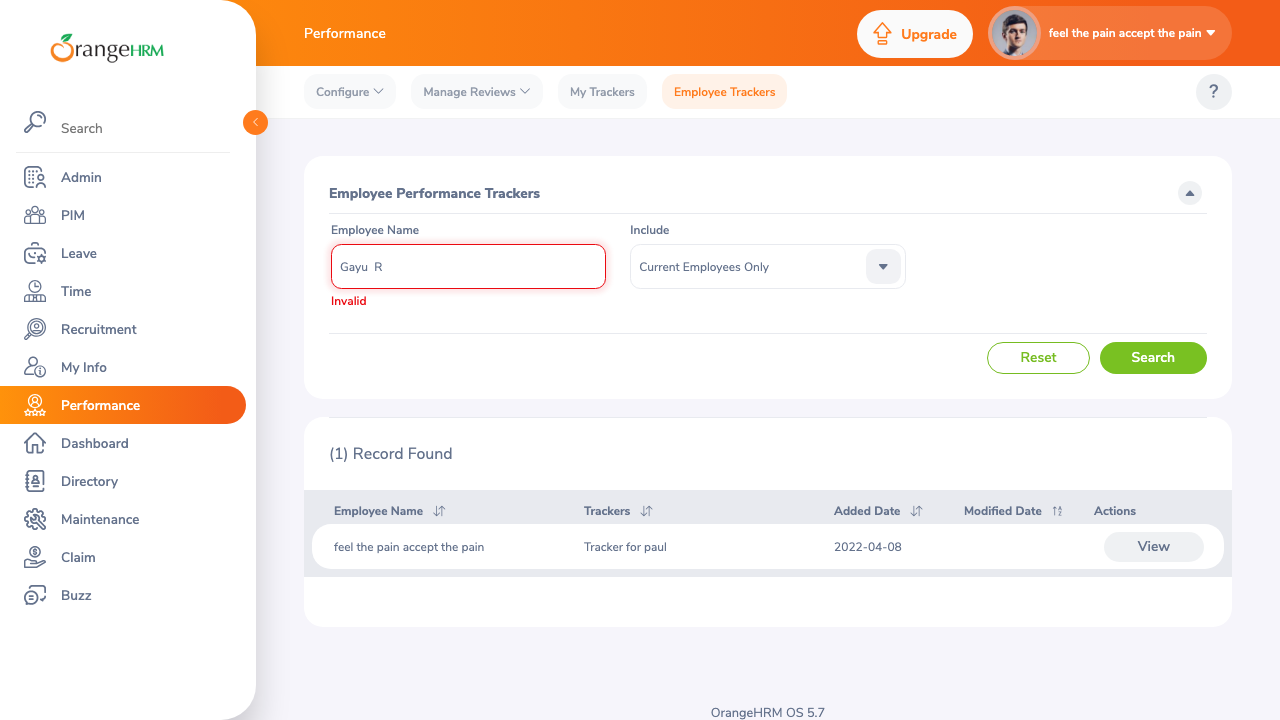 OrangeHRM
Performance
Upgrade
feel the pain accept the pain
Configure
Manage Reviews
My Trackers
Employee Trackers
?
Search
Admin
PIM
Leave
Time
Recruitment
My Info
Performance
Dashboard
Directory
Maintenance
Claim
Buzz
Employee Performance Trackers
Employee Name
Include
Gayu  R
Current Employees Only
Invalid
Reset
Search
(1) Record Found
Employee Name
Trackers
Added Date
Modified Date
Actions
feel the pain accept the pain
Tracker for paul
2022-04-08
View
OrangeHRM OS 5.7